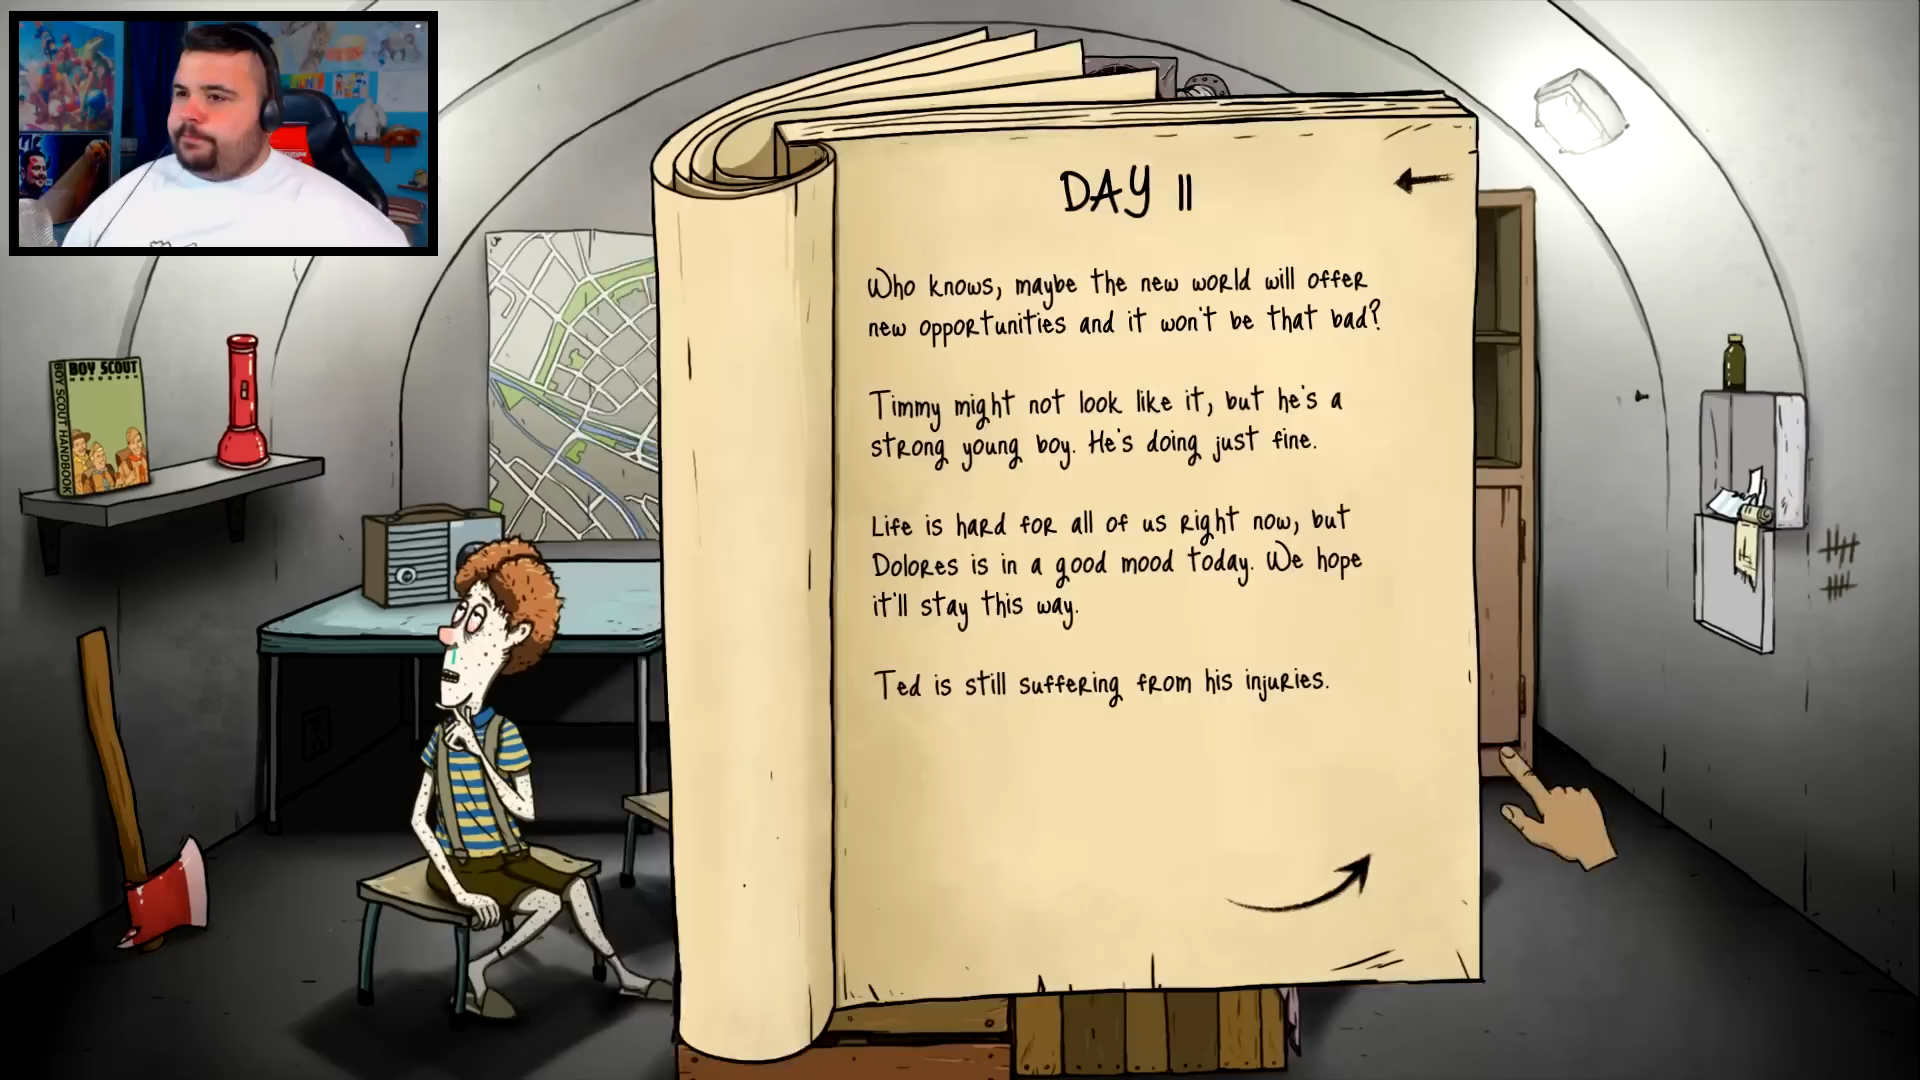 DAY 11
Who knows, maybe the new world will offer
new opportunities and it won't be that bad?
Timmy might not look like it, but he's a
strong young boy. He's doing just fine.
Life is hard for all of us right now, but
Dolores is in a good mood today. We hope
it'll stay this way.
Ted is still suffering from his injuries.
BOY SCOUT
HANDBOOK
BOY SCOUT HANDBOOK